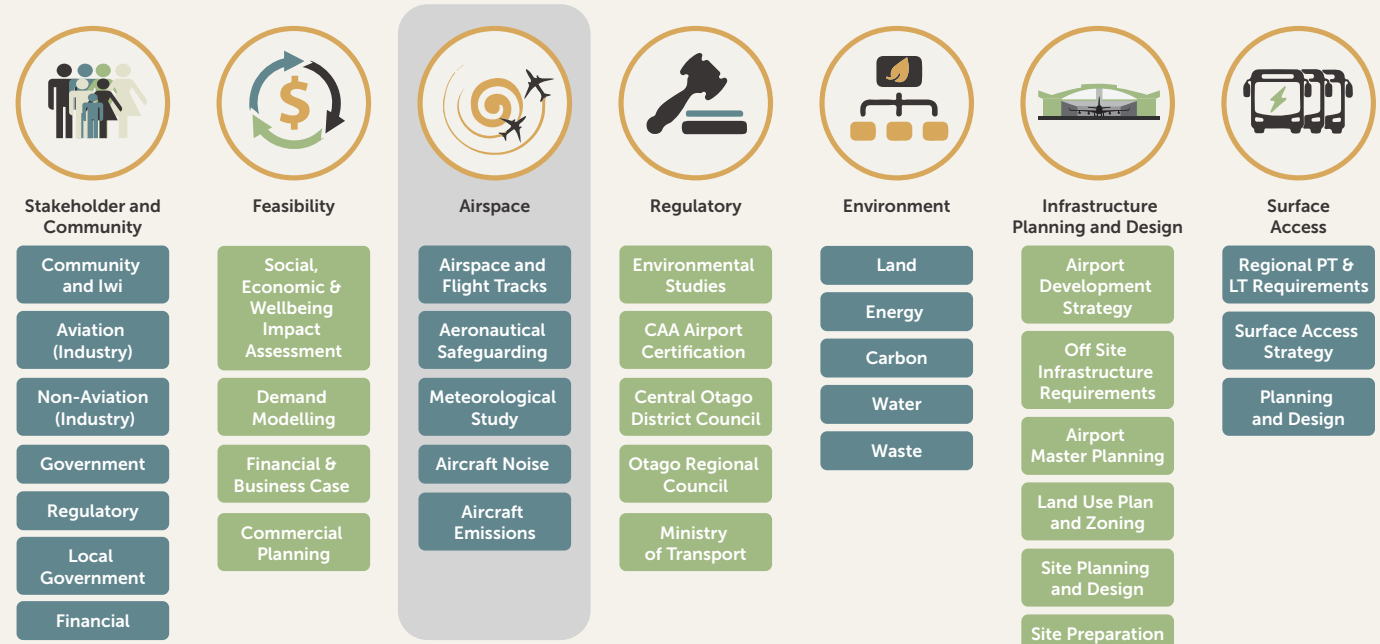 Stakeholder and
Community
Community
and Iwi
Aviation
(Industry)
Non-Aviation
(Industry)
Government
Regulatory
Local
Government
Financial
Feasibility
Social,
Economic &
Wellbeing
Impact
Assessment
Demand
Modelling
Financial &
Business Case
Commercial
Planning
Airspace
Airspace and
Flight Tracks
Aeronautical
Safeguarding
Meteorological
Study
Aircraft Noise
Aircraft
Emissions
Regulatory
Environmental
Studies
CAA Airport
Certification
Central Otago
District Council
Otago Regional
Council
Ministry
of Transport
Environment
Land
Energy
Carbon
Water
Waste
Infrastructure
Planning and Design
Airport
Development
Strategy
Off Site
Infrastructure
Requirements
Airport
Master Planning
Land Use Plan
and Zoning
Site Planning
and Design
Site Preparation
Surface
Access
Regional PT &
LT Requirements
Surface Access
Strategy
Planning
and Design